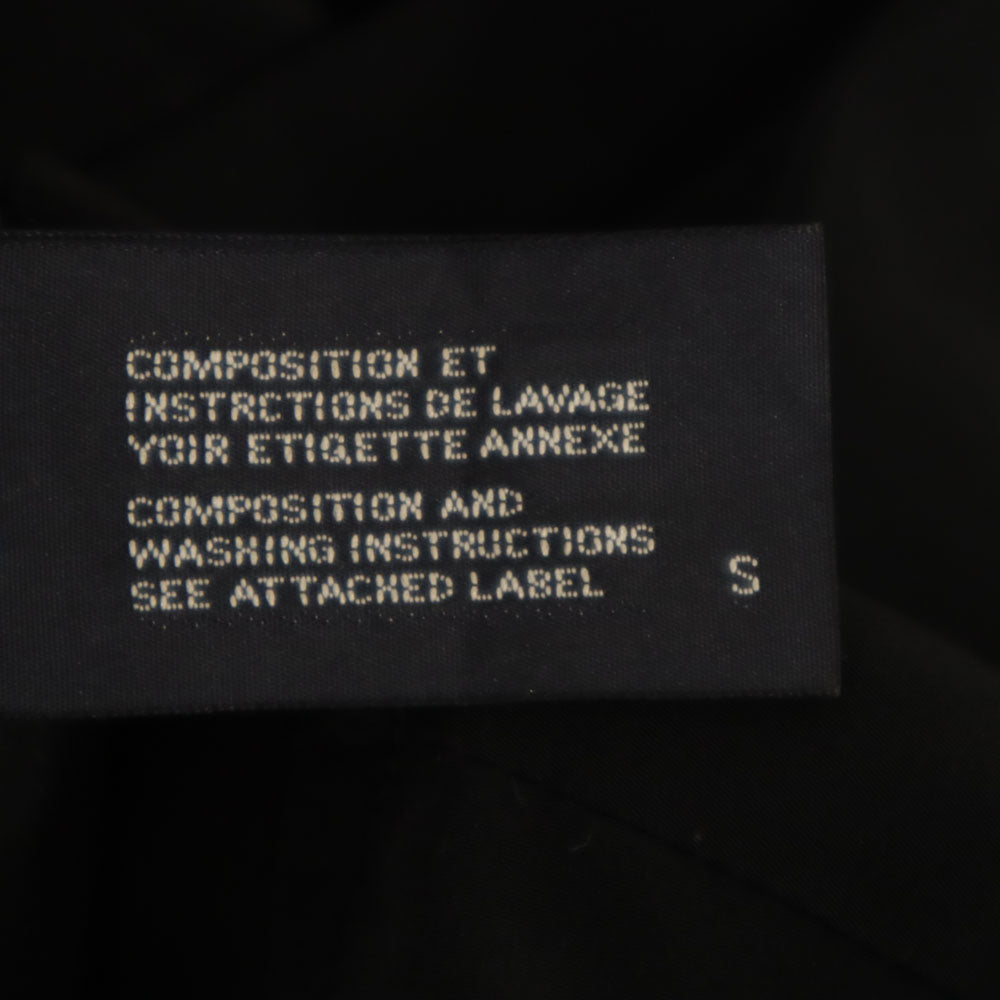 COMPOSITION ET
INSTRCTIONS DE LAVAGE
VOIR ETIQETTE ANNEXE
COMPOSITION AND
WASHING INSTRUCTIONS
SEE ATTACHED LABEL
S